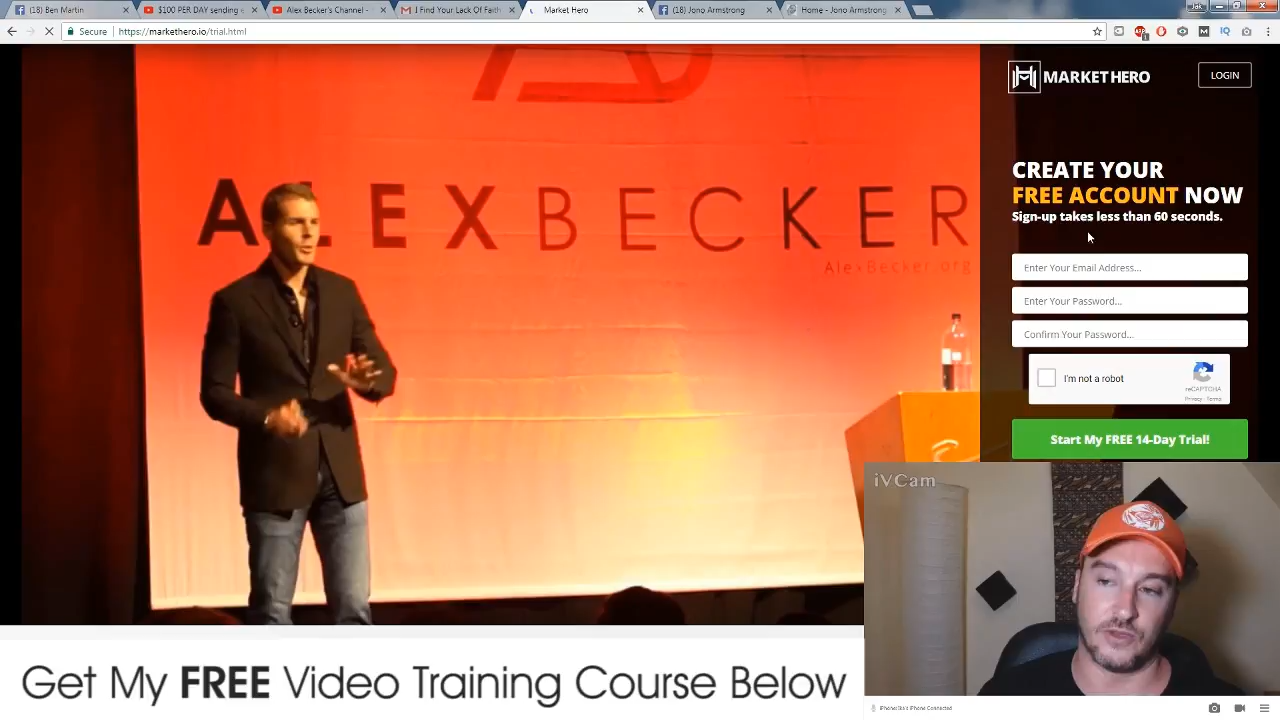 (18) Ben Martin
$100 PER DAY sending e
Alex Becker's Channel -
I Find Your Lack Of Faith
Market Hero
(18) Jono Armstrong
Home - Jono Armstrong
Jak
Secure
https://markethero.io/trial.html
MARKET HERO
LOGIN
ALEXBECKER
AlexBecker.org
CREATE YOUR
FREE ACCOUNT NOW
Sign-up takes less than 60 seconds.
Enter Your Email Address...
Enter Your Password...
Confirm Your Password...
I'm not a robot
reCAPTCHA
Privacy - Terms
Start My FREE 14-Day Trial!
iVCam
Get My FREE Video Training Course Below